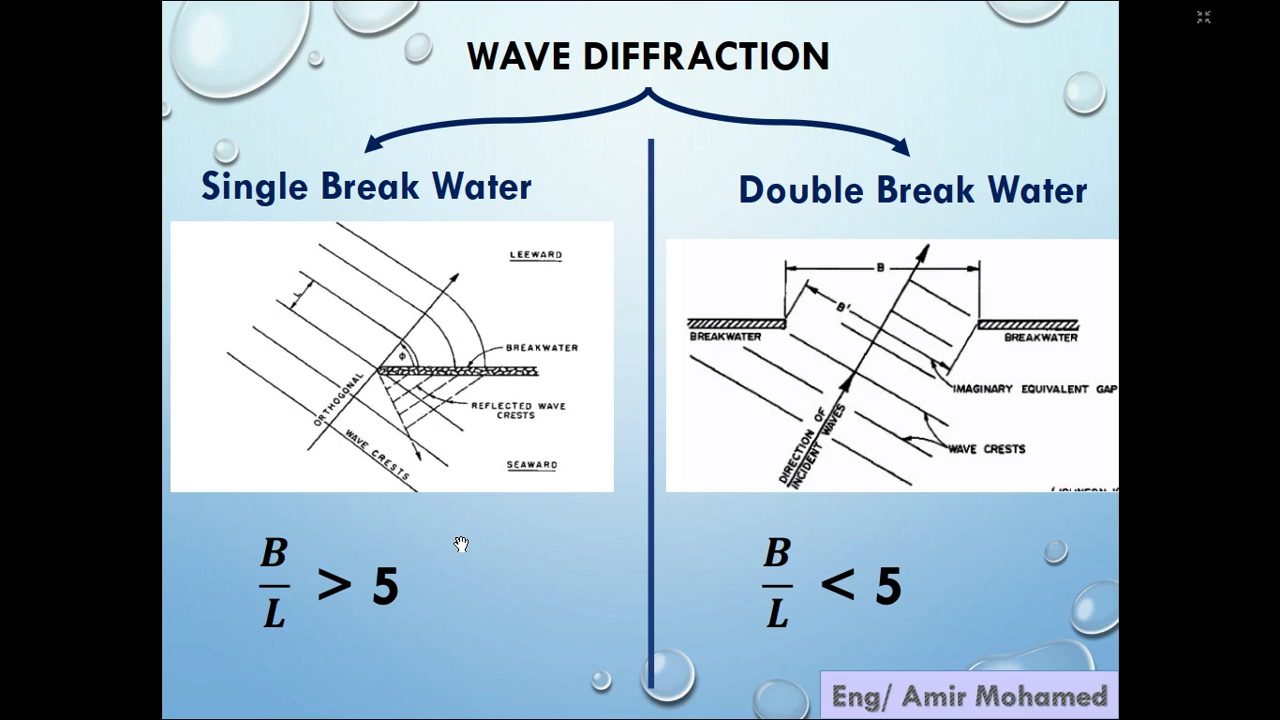 WAVE DIFFRACTION
Single Break Water
LEEWARD
L
Φ
BREAKWATER
REFLECTED WAVE
CRESTS
ORTHOGONAL
WAVE CRESTS
SEAWARD
B/L > 5
Double Break Water
B
B'
BREAKWATER
BREAKWATER
IMAGINARY EQUIVALENT GAP
DIRECTION OF
INCIDENT WAVES
WAVE CRESTS
B/L < 5
Eng/ Amir Mohamed